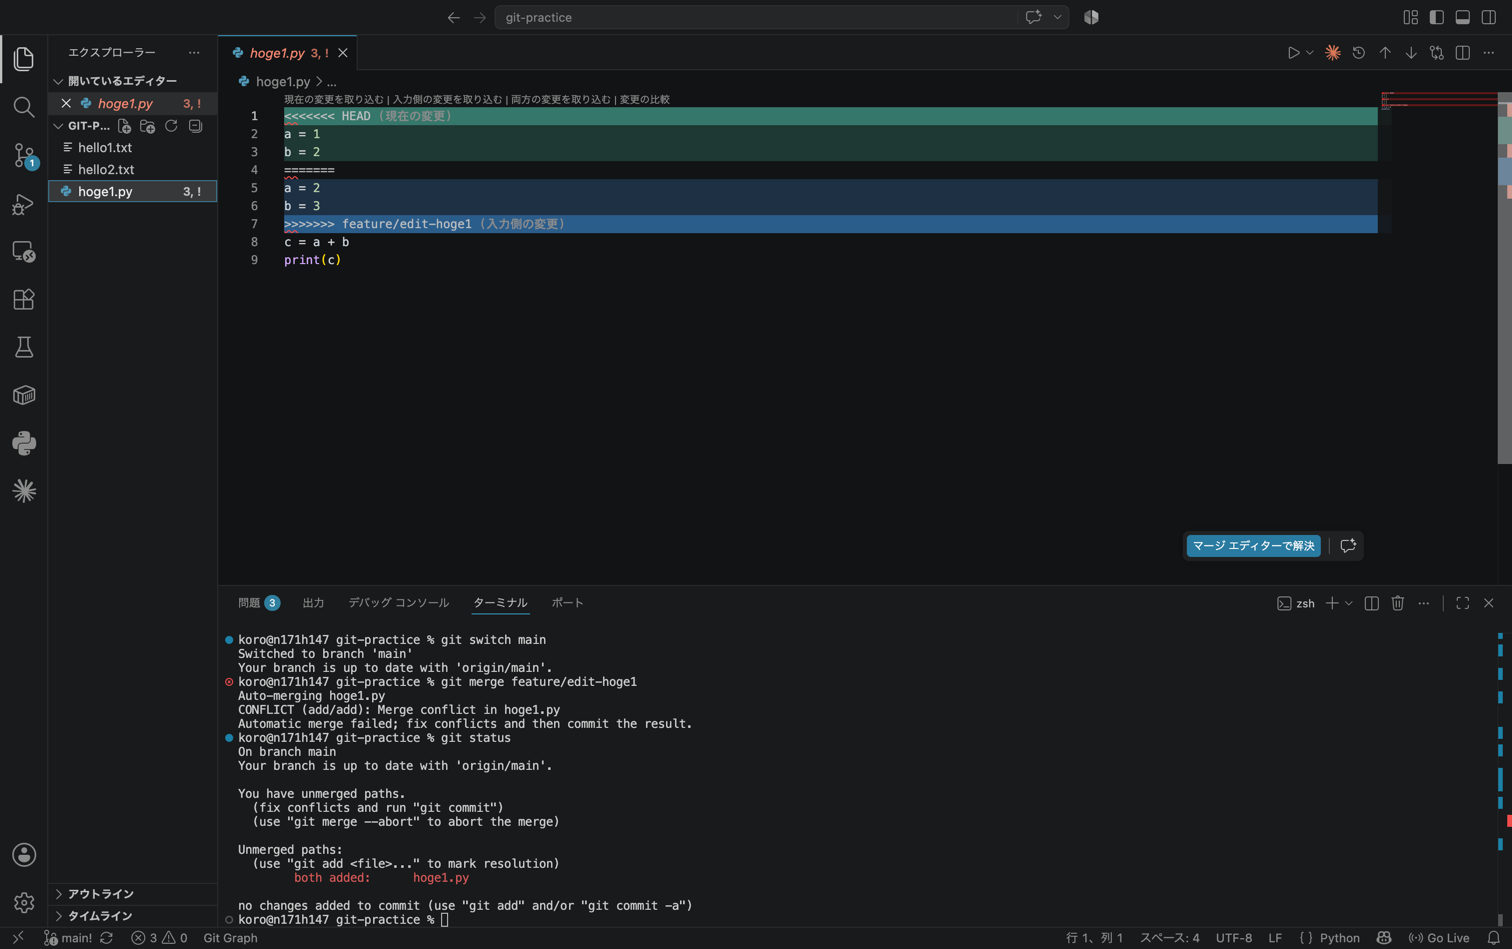 git-practice
エクスプローラー
hoge1.py 3, !
開いているエディター
hoge1.py 3, !
GIT-P...
hello1.txt
hello2.txt
hoge1.py 3, !
アウトライン
タイムライン
hoge1.py > ...
現在の変更を取り込む | 入力側の変更を取り込む | 両方の変更を取り込む | 変更の比較
1 <<<<<<< HEAD (現在の変更)
2 a = 1
3 b = 2
4 =======
5 a = 2
6 b = 3
7 >>>>>>> feature/edit-hoge1 (入力側の変更)
8 c = a + b
9 print(c)
マージ エディターで解決
問題 3 出力 デバッグ コンソール ターミナル ポート
zsh
koro@n171h147 git-practice % git switch main
Switched to branch 'main'
Your branch is up to date with 'origin/main'.
koro@n171h147 git-practice % git merge feature/edit-hoge1
Auto-merging hoge1.py
CONFLICT (add/add): Merge conflict in hoge1.py
Automatic merge failed; fix conflicts and then commit the result.
koro@n171h147 git-practice % git status
On branch main
Your branch is up to date with 'origin/main'.
You have unmerged paths.
(fix conflicts and run "git commit")
(use "git merge --abort" to abort the merge)
Unmerged paths:
(use "git add <file>..." to mark resolution)
both added: hoge1.py
no changes added to commit (use "git add" and/or "git commit -a")
koro@n171h147 git-practice %
1
main! 3 0 Git Graph
行 1、列 1 スペース: 4 UTF-8 LF { } Python Go Live